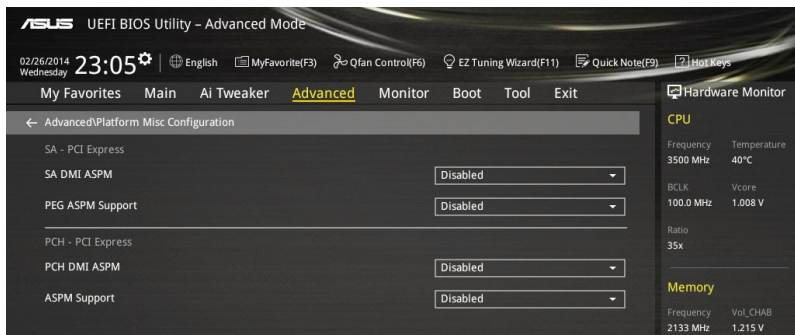 ASUS UEFI BIOS Utility – Advanced Mode
02/26/2014 Wednesday 23:05 English MyFavorite(F3) Qfan Control(F6) EZ Tuning Wizard(F11) Quick Note(F9) ? Hot Keys
My Favorites Main Ai Tweaker Advanced Monitor Boot Tool Exit
Hardware Monitor
← Advanced\Platform Misc Configuration
SA - PCI Express
SA DMI ASPM Disabled
PEG ASPM Support Disabled
PCH - PCI Express
PCH DMI ASPM Disabled
ASPM Support Disabled
CPU
Frequency Temperature
3500 MHz 40°C
BCLK Vcore
100.0 MHz 1.008 V
Ratio
35x
Memory
Frequency Vol_CHAB
2133 MHz 1.215 V